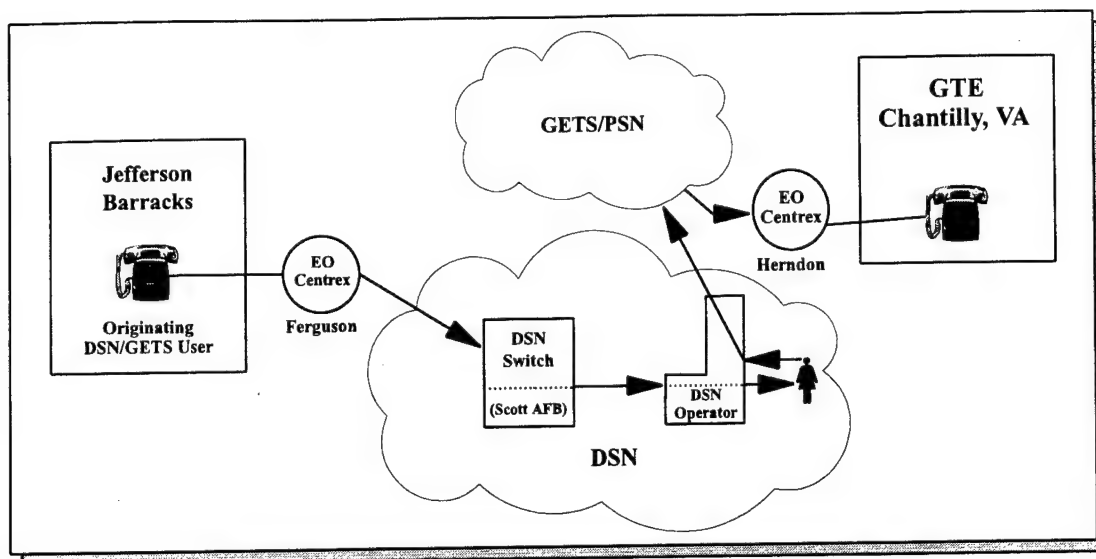 Jefferson
Barracks
Originating
DSN/GETS User
EO
Centrex
Ferguson
DSN
Switch
(Scott AFB)
DSN
Operator
DSN
GETS/PSN
EO
Centrex
Herndon
GTE
Chantilly, VA